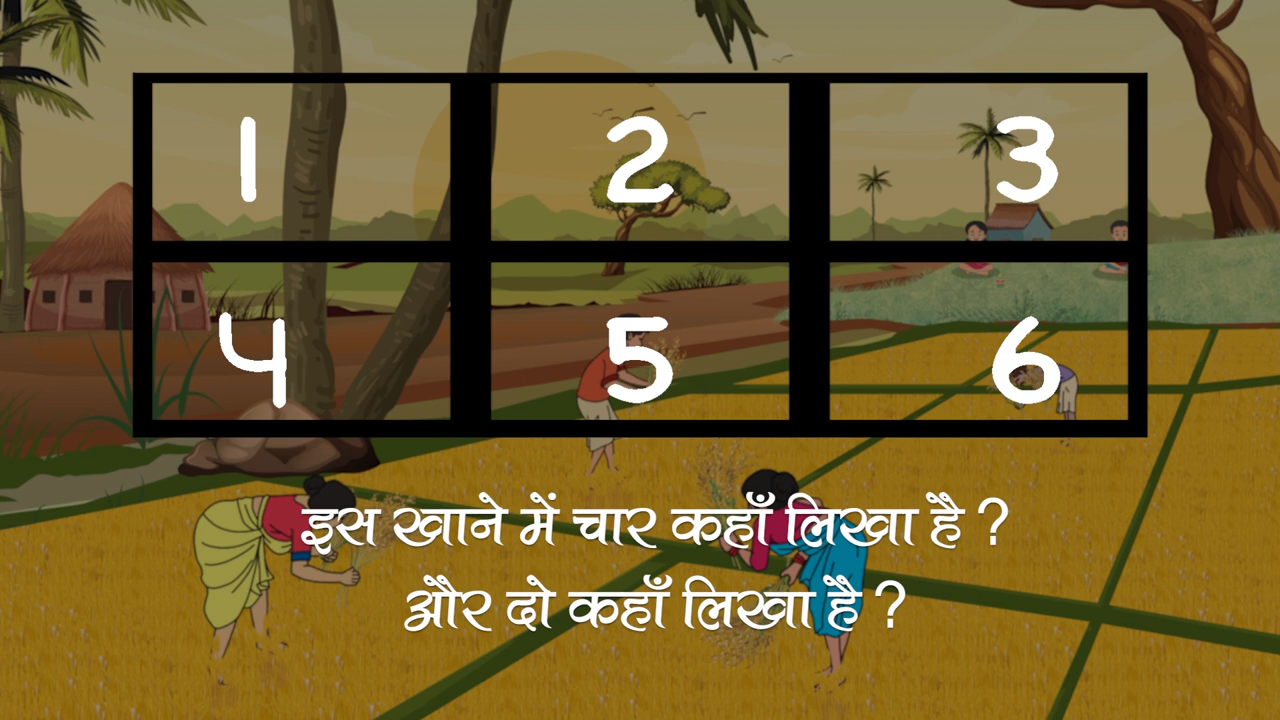 1 2 3
4 5 6
इस खाने में चार कहाँ लिखा है ?
और दो कहाँ लिखा है ?